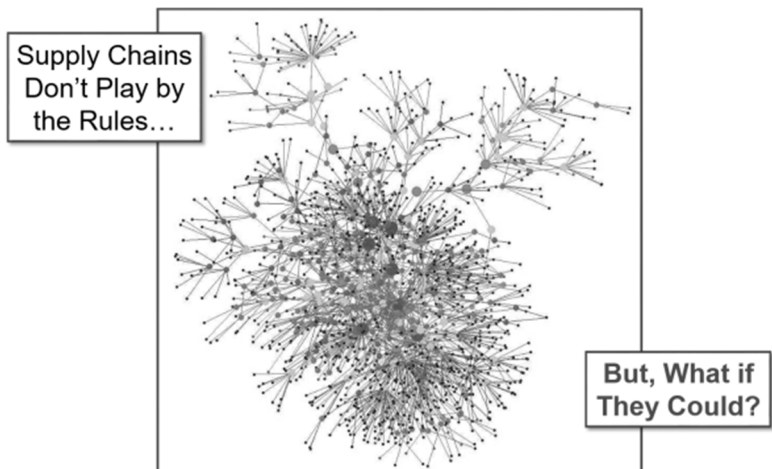 Supply Chains
Don’t Play by
the Rules…
But, What if
They Could?